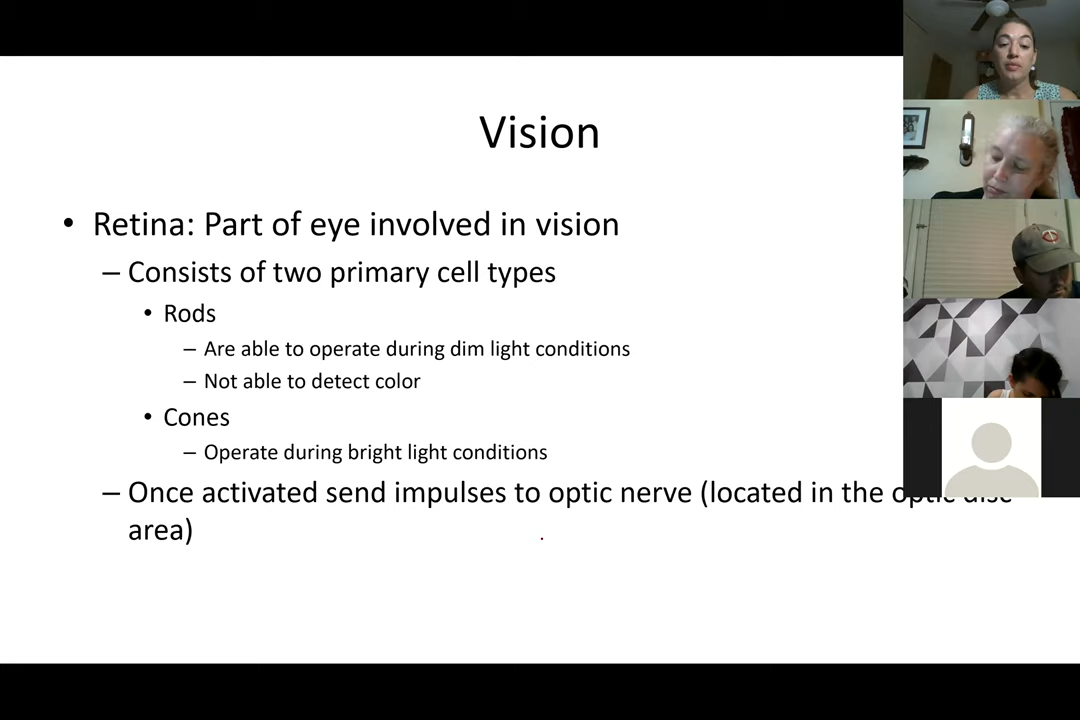 Vision
• Retina: Part of eye involved in vision
– Consists of two primary cell types
• Rods
– Are able to operate during dim light conditions
– Not able to detect color
• Cones
– Operate during bright light conditions
– Once activated send impulses to optic nerve (located in the optic disc
area)